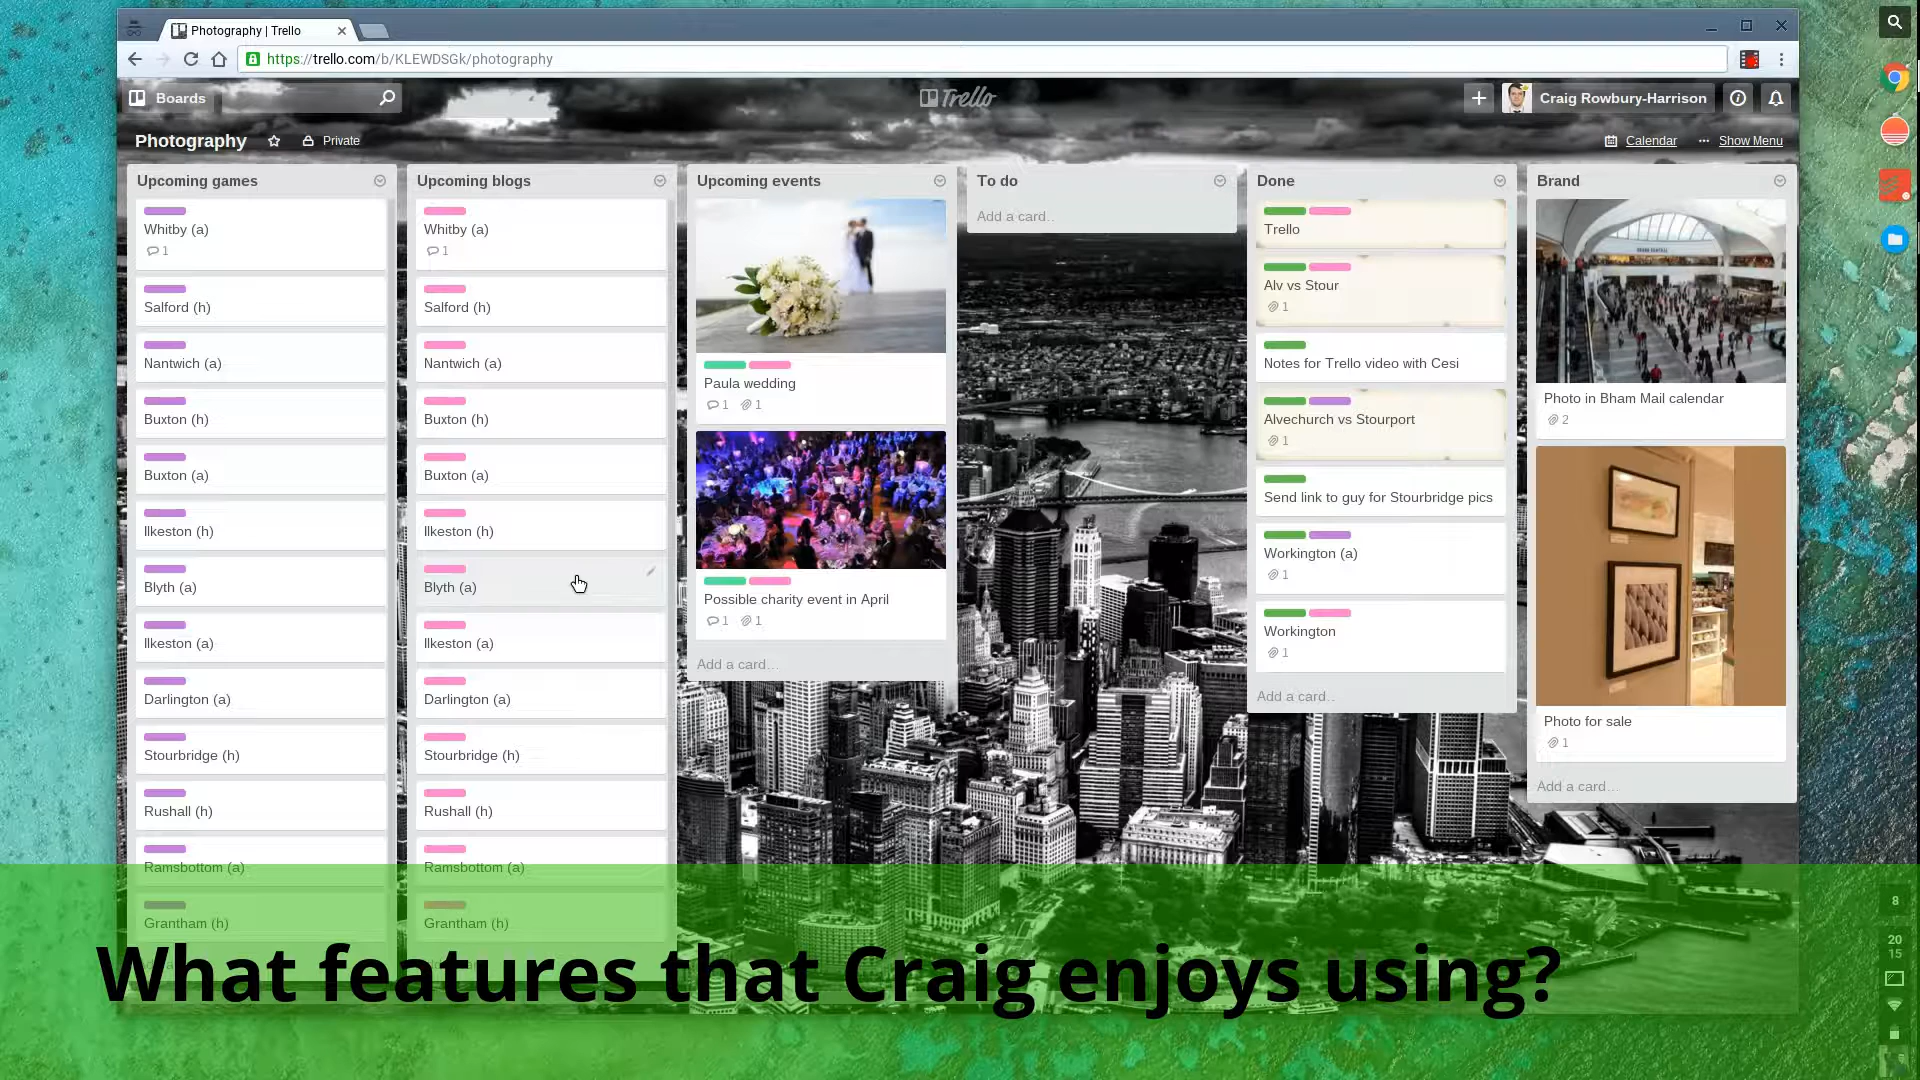 Photography | Trello
https://trello.com/b/KLEWDSGk/photography
Boards
Trello
Craig Rowbury-Harrison
Photography
Private
Calendar
Show Menu
Upcoming games
Whitby (a)
1
Salford (h)
Nantwich (a)
Buxton (h)
Buxton (a)
Ilkeston (h)
Blyth (a)
Ilkeston (a)
Darlington (a)
Stourbridge (h)
Rushall (h)
Ramsbottom (a)
Grantham (h)
Upcoming blogs
Whitby (a)
1
Salford (h)
Nantwich (a)
Buxton (h)
Buxton (a)
Ilkeston (h)
Blyth (a)
Ilkeston (a)
Darlington (a)
Stourbridge (h)
Rushall (h)
Ramsbottom (a)
Grantham (h)
Upcoming events
Paula wedding
1 1
Possible charity event in April
1 1
Add a card...
To do
Add a card...
Done
Trello
Alv vs Stour
1
Notes for Trello video with Cesi
Alvechurch vs Stourport
1
Send link to guy for Stourbridge pics
Workington (a)
1
Workington
1
Add a card...
Brand
Photo in Bham Mail calendar
2
Photo for sale
1
Add a card...
8
20
15
What features that Craig enjoys using?